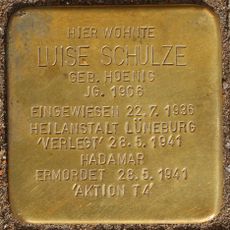 HIER WOHNTE
LUISE SCHULZE
GEB. HOENIG
JG. 1906
EINGEWIESEN 22.7.1936
HEILANSTALT LÜNEBURG
'VERLEGT' 28.5.1941
HADAMAR
ERMORDET 28.5.1941
'AKTION T4'